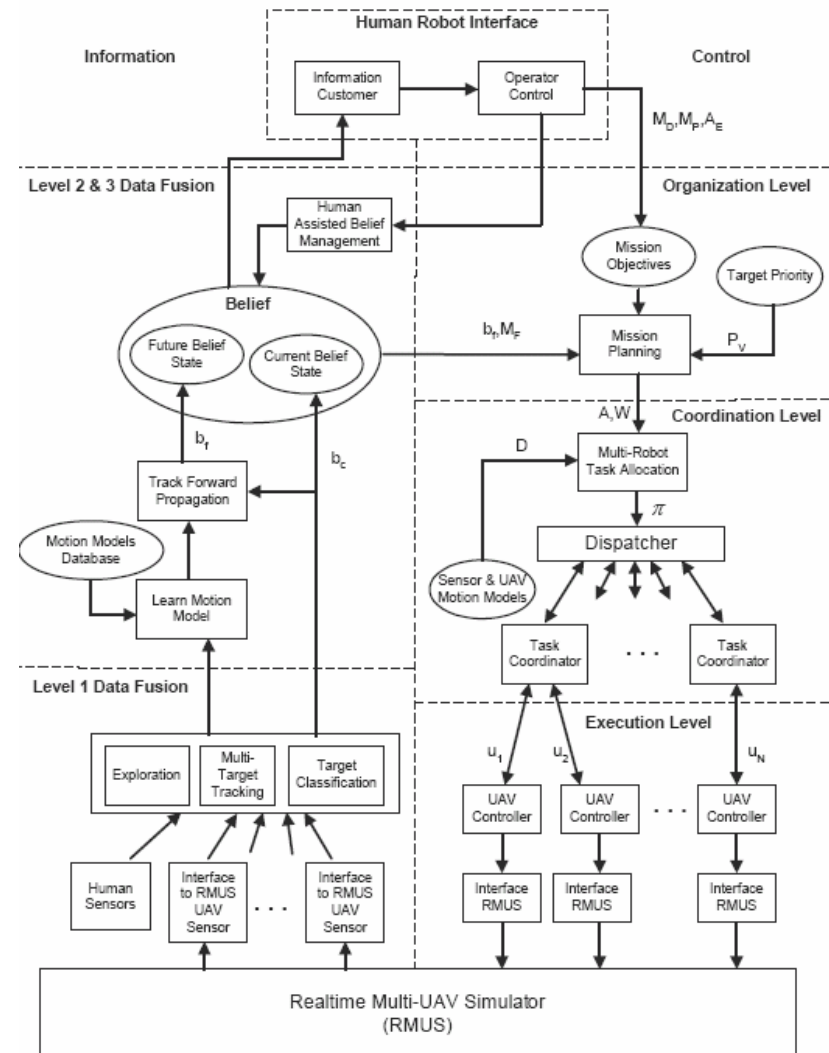 Human Robot Interface
Information
Control
Information
Customer
Operator
Control
M_D,M_P,A_E
Level 2 & 3 Data Fusion
Organization Level
Human
Assisted Belief
Management
Mission
Objectives
Target Priority
Belief
Future Belief
State
Current Belief
State
b_f,M_F
Mission
Planning
P_V
A,W
Coordination Level
b_f
b_c
D
Multi-Robot
Task Allocation
Track Forward
Propagation
π
Dispatcher
Motion Models
Database
Sensor & UAV
Motion Models
Learn Motion
Model
Task
Coordinator
. . .
Task
Coordinator
Level 1 Data Fusion
Execution Level
Exploration
Multi-
Target
Tracking
Target
Classification
u_1
u_2
u_N
UAV
Controller
UAV
Controller
. . .
UAV
Controller
Human
Sensors
Interface
to RMUS
UAV
Sensor
. . .
Interface
to RMUS
UAV
Sensor
Interface
RMUS
Interface
RMUS
Interface
RMUS
Realtime Multi-UAV Simulator
(RMUS)